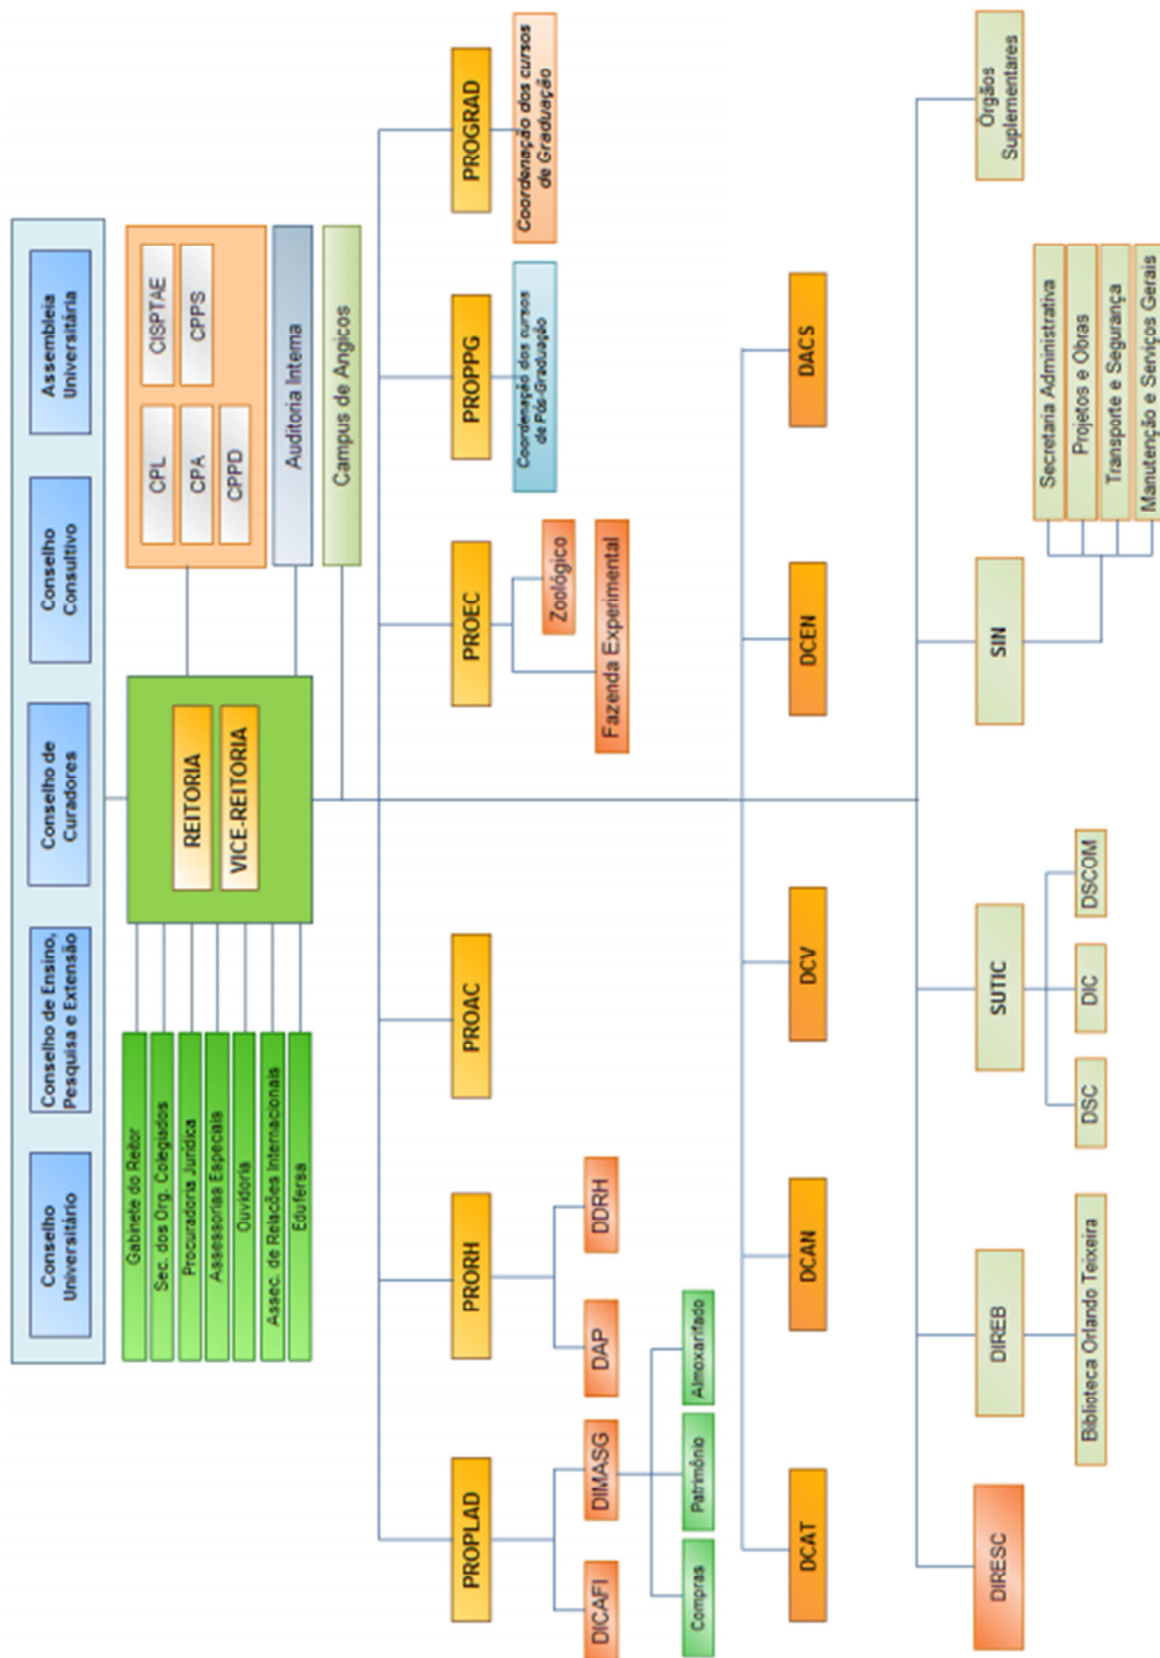 Conselho
Universitário
Conselho de Ensino,
Pesquisa e Extensão
Conselho de
Curadores
Conselho
Consultivo
Assembleia
Universitária
Gabinete do Reitor
Sec. dos Org. Colegiados
Procuradoria Jurídica
Assessorias Especais
Ouvidoria
Assec. de Relações Internacionais
Edufersa
REITORIA
VICE-REITORIA
CPL
CISPTAE
CPA
CPPS
CPPD
Auditoria Interna
Campus de Angicos
PROPLAD
PRORH
PROAC
PROEC
PROPPG
PROGRAD
Coordenação dos cursos
de Pós-Graduação
Coordenação dos cursos
de Graduação
DICAFI
DIMASG
DAP
DDRH
Zoológico
Fazenda Experimental
Compras
Patrimônio
Almoxarifado
DCAT
DCAN
DCV
DCEN
DACS
DIRESC
DIREB
SUTIC
SIN
Órgãos
Suplementares
Biblioteca Orlando Teixeira
DSC
DIC
DSCOM
Secretaria Administrativa
Projetos e Obras
Transporte e Segurança
Manutenção e Serviços Gerais